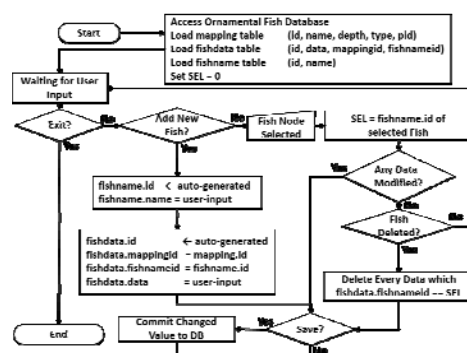 Start
Access Ornamental Fish Database
Load mapping table (Id, name, depth, type, pid)
Load fishdata table (id, data, mappingid, fishnameid)
Load fishname table (id, name)
Set SEL = 0
Waiting for User
Input
Exit?
No
Add New
Fish?
No
Fish Node
Selected
SEL = fishname.id of
selected Fish
Yes
Yes
Yes
Any Data
Modified?
No
fishname.Id ← auto-generated
fishname.name = user-input
Fish
Deleted?
No
fishdata.id ← auto-generated
fishdata.mappingid = mapping.id
fishdata.fishnameid = fishname.id
fishdata.data = user-input
Yes
Delete Every Data which
fishdata.fishnameid == SEL
End
Commit Changed
Value to DB
Yes
Save?
No